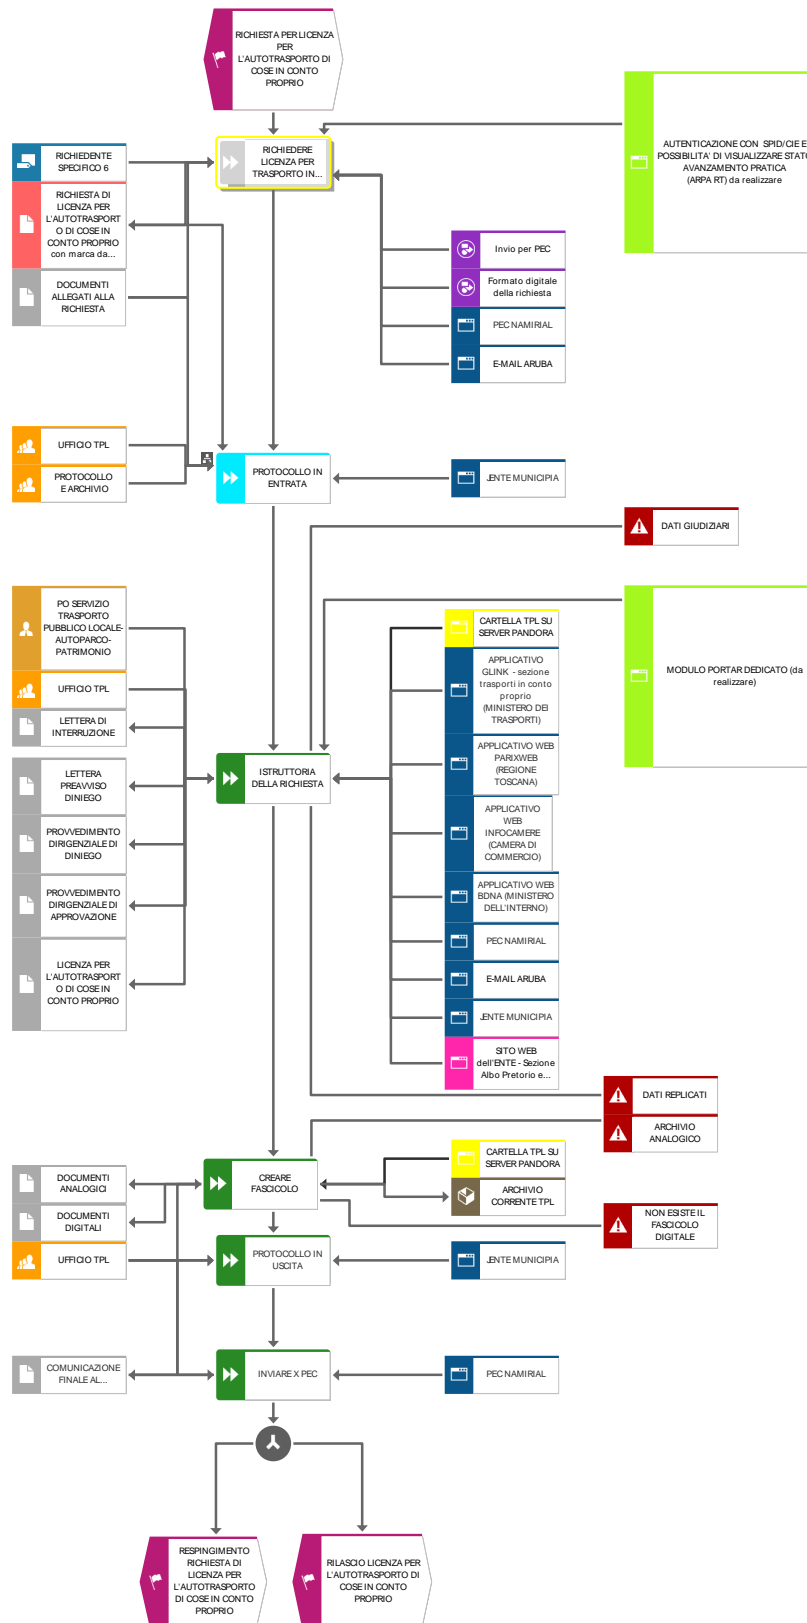 RICHIESTA PER LICENZA
PER
L'AUTOTRASPORTO DI
COSE IN CONTO
PROPRIO
RICHIEDERE
LICENZA PER
TRASPORTO IN...
AUTENTICAZIONE CON SPID/CIE E
POSSIBILITA' DI VISUALIZZARE STATO
AVANZAMENTO PRATICA
(ARPA RT) da realizzare
RICHIEDENTE
SPECIFICO 6
RICHIESTA DI
LICENZA PER
L'AUTOTRASPORT
O DI COSE IN
CONTO PROPRIO
con marca da...
DOCUMENTI
ALLEGATI ALLA
RICHIESTA
Invio per PEC
Formato digitale
della richiesta
PEC NAMIRIAL
E-MAIL ARUBA
UFFICIO TPL
PROTOCOLLO
E ARCHIVIO
PROTOCOLLO IN
ENTRATA
JENTE MUNICIPIA
DATI GIUDIZIARI
PO SERVIZIO
TRASPORTO
PUBBLICO LOCALE-
AUTOPARCO-
PATRIMONIO
UFFICIO TPL
LETTERA DI
INTERRUZIONE
LETTERA
PREAVVISO
DINIEGO
PROVVEDIMENTO
DIRIGENZIALE DI
DINIEGO
PROVVEDIMENTO
DIRIGENZIALE DI
APPROVAZIONE
LICENZA PER
L'AUTOTRASPORT
O DI COSE IN
CONTO PROPRIO
ISTRUTTORIA
DELLA RICHIESTA
CARTELLA TPL SU
SERVER PANDORA
APPLICATIVO
GLINK - sezione
trasporti in conto
proprio
(MINISTERO DEI
TRASPORTI)
APPLICATIVO WEB
PARIXWEB
(REGIONE
TOSCANA)
APPLICATIVO
WEB
INFOCAMERE
(CAMERA DI
COMMERCIO)
APPLICATIVO WEB
BDNA (MINISTERO
DELL'INTERNO)
PEC NAMIRIAL
E-MAIL ARUBA
JENTE MUNICIPIA
SITO WEB
dell'ENTE - Sezione
Albo Pretorio e...
MODULO PORTAR DEDICATO (da
realizzare)
DATI REPLICATI
ARCHIVIO
ANALOGICO
CREARE
FASCICOLO
CARTELLA TPL SU
SERVER PANDORA
ARCHIVIO
CORRENTE TPL
NON ESISTE IL
FASCICOLO
DIGITALE
DOCUMENTI
ANALOGICI
DOCUMENTI
DIGITALI
UFFICIO TPL
PROTOCOLLO IN
USCITA
JENTE MUNICIPIA
COMUNICAZIONE
FINALE AL...
INVIARE X PEC
PEC NAMIRIAL
RESPINGIMENTO
RICHIESTA DI
LICENZA PER
L'AUTOTRASPORTO
DI COSE IN CONTO
PROPRIO
RILASCIO LICENZA PER
L'AUTOTRASPORTO DI
COSE IN CONTO
PROPRIO